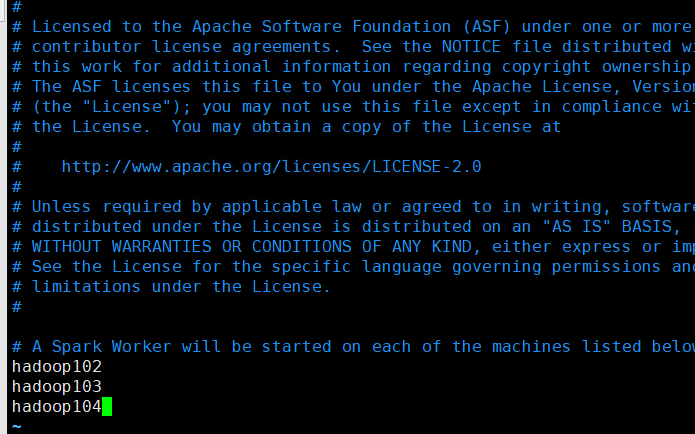 #
# Licensed to the Apache Software Foundation (ASF) under one or more
# contributor license agreements.  See the NOTICE file distributed wi
# this work for additional information regarding copyright ownership
# The ASF licenses this file to You under the Apache License, Version
# (the "License"); you may not use this file except in compliance wit
# the License.  You may obtain a copy of the License at
#
#    http://www.apache.org/licenses/LICENSE-2.0
#
# Unless required by applicable law or agreed to in writing, software
# distributed under the License is distributed on an "AS IS" BASIS,
# WITHOUT WARRANTIES OR CONDITIONS OF ANY KIND, either express or imp
# See the License for the specific language governing permissions and
# limitations under the License.
#

# A Spark Worker will be started on each of the machines listed below
hadoop102
hadoop103
hadoop104
~